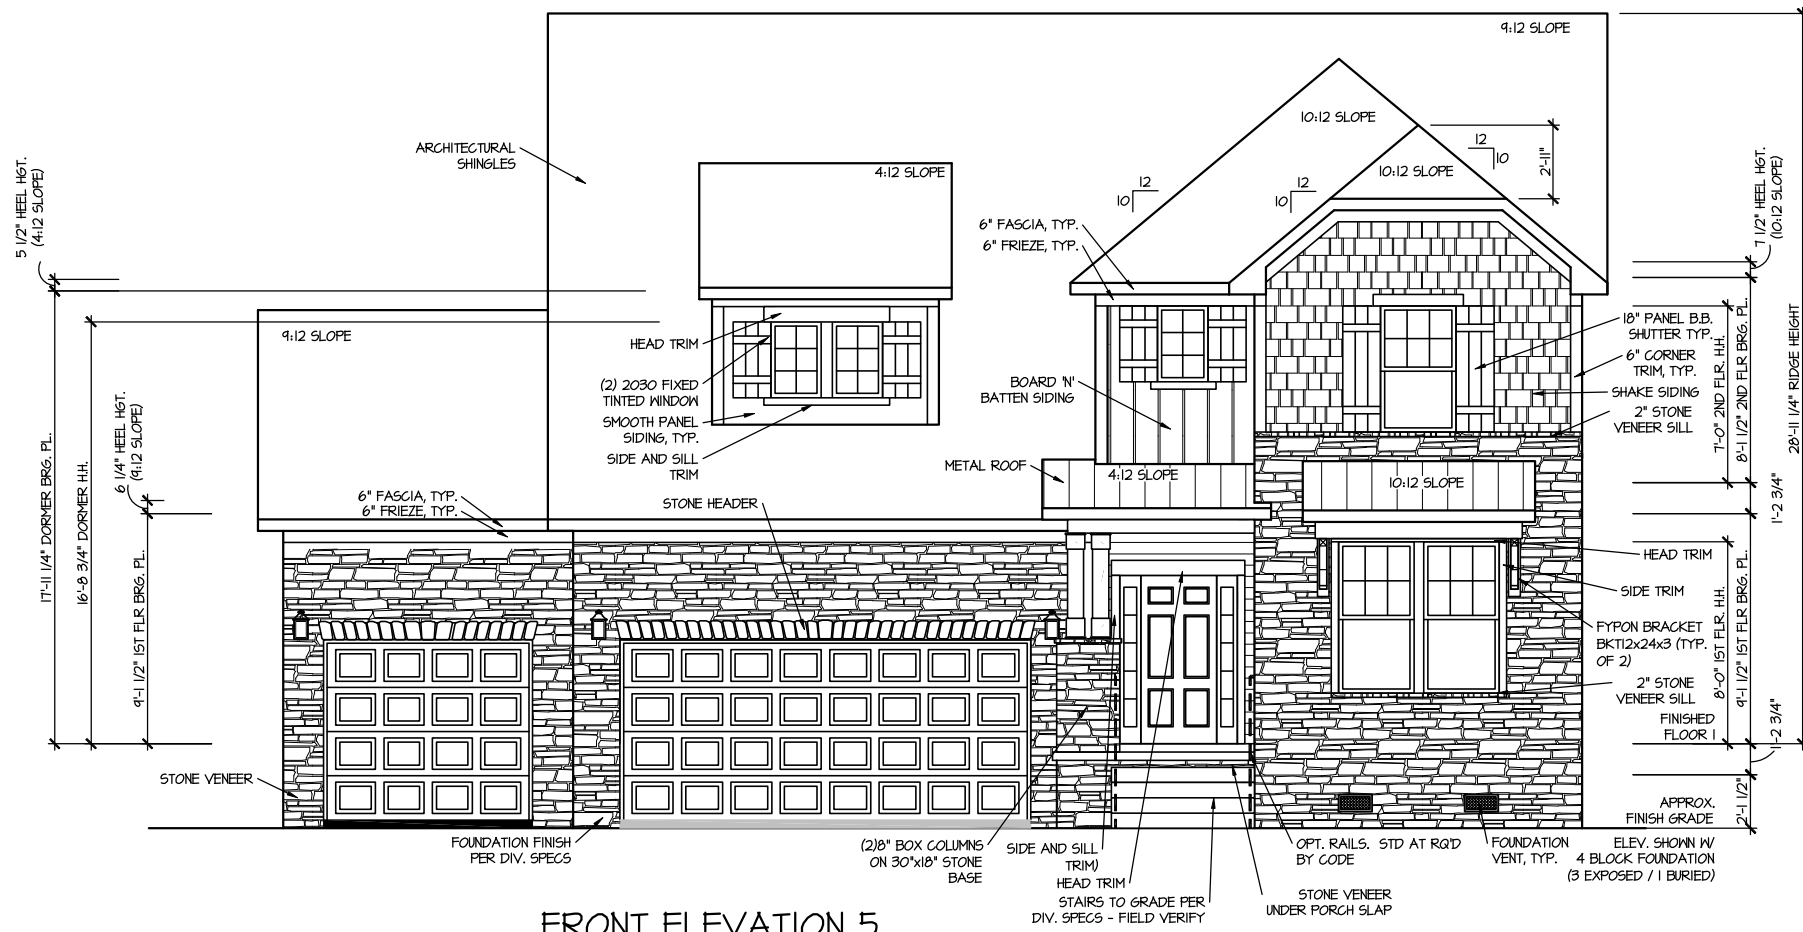 9:12 SLOPE
10:12 SLOPE
12
10
2'-11"
ARCHITECTURAL
SHINGLES
4:12 SLOPE
10:12 SLOPE
12
10
12
10
5 1/2" HEEL HGT.
(4:12 SLOPE)
7 1/2" HEEL HGT.
(10:12 SLOPE)
6" FASCIA, TYP.
6" FRIEZE, TYP.
9:12 SLOPE
HEAD TRIM
(2) 2030 FIXED
TINTED WINDOW
SMOOTH PANEL
SIDING, TYP.
SIDE AND SILL
TRIM
BOARD 'N'
BATTEN SIDING
18" PANEL B.B.
SHUTTER TYP.
6" CORNER
TRIM, TYP.
SHAKE SIDING
2" STONE
VENEER SILL
7'-0" 2ND FLR. H.H.
8'-1 1/2" 2ND FLR BRG. PL.
28'-11 1/4" RIDGE HEIGHT
17'-11 1/4" DORMER BRG. PL.
16'-8 3/4" DORMER H.H.
6 1/4" HEEL HGT.
(9:12 SLOPE)
9'-1 1/2" 1ST FLR BRG. PL.
METAL ROOF
4:12 SLOPE
10:12 SLOPE
6" FASCIA, TYP.
6" FRIEZE, TYP.
STONE HEADER
1'-2 3/4"
HEAD TRIM
SIDE TRIM
FYPON BRACKET
BKT12x24x3 (TYP.
OF 2)
2" STONE
VENEER SILL
8'-0" 1ST FLR. H.H.
9'-1 1/2" 1ST FLR BRG. PL.
FINISHED
FLOOR 1
1'-2 3/4"
STONE VENEER
APPROX.
FINISH GRADE
2'-1 1/2"
FOUNDATION FINISH
PER DIV. SPECS
(2)8" BOX COLUMNS
ON 30"x18" STONE
BASE
SIDE AND SILL
TRIM)
HEAD TRIM
STAIRS TO GRADE PER
DIV. SPECS - FIELD VERIFY
OPT. RAILS. STD AT RQ'D
BY CODE
STONE VENEER
UNDER PORCH SLAP
FOUNDATION
VENT, TYP.
ELEV. SHOWN W/
4 BLOCK FOUNDATION
(3 EXPOSED / 1 BURIED)
FRONT ELEVATION 5